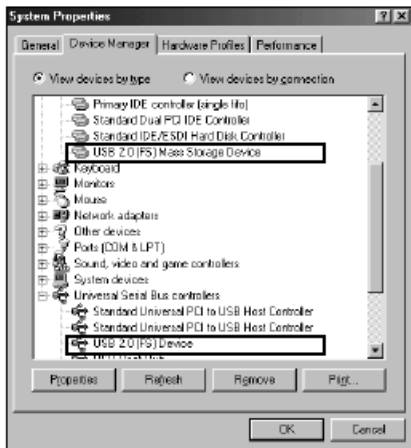 System Properties
General Device Manager Hardware Profiles Performance
View devices by type View devices by connection
Primary IDE controller (single fifo)
Standard Dual PCI IDE Controller
Standard IDE/ESDI Hard Disk Controller
USB 2.0 (FS) Mass Storage Device
Keyboard
Monitors
Mouse
Network adapters
Other devices
Ports (COM & LPT)
Sound, video and game controllers
System devices
Universal Serial Bus controllers
Standard Universal PCI to USB Host Controller
Standard Universal PCI to USB Host Controller
USB 2.0 (FS) Device
Properties Refresh Remove Print...
OK Cancel